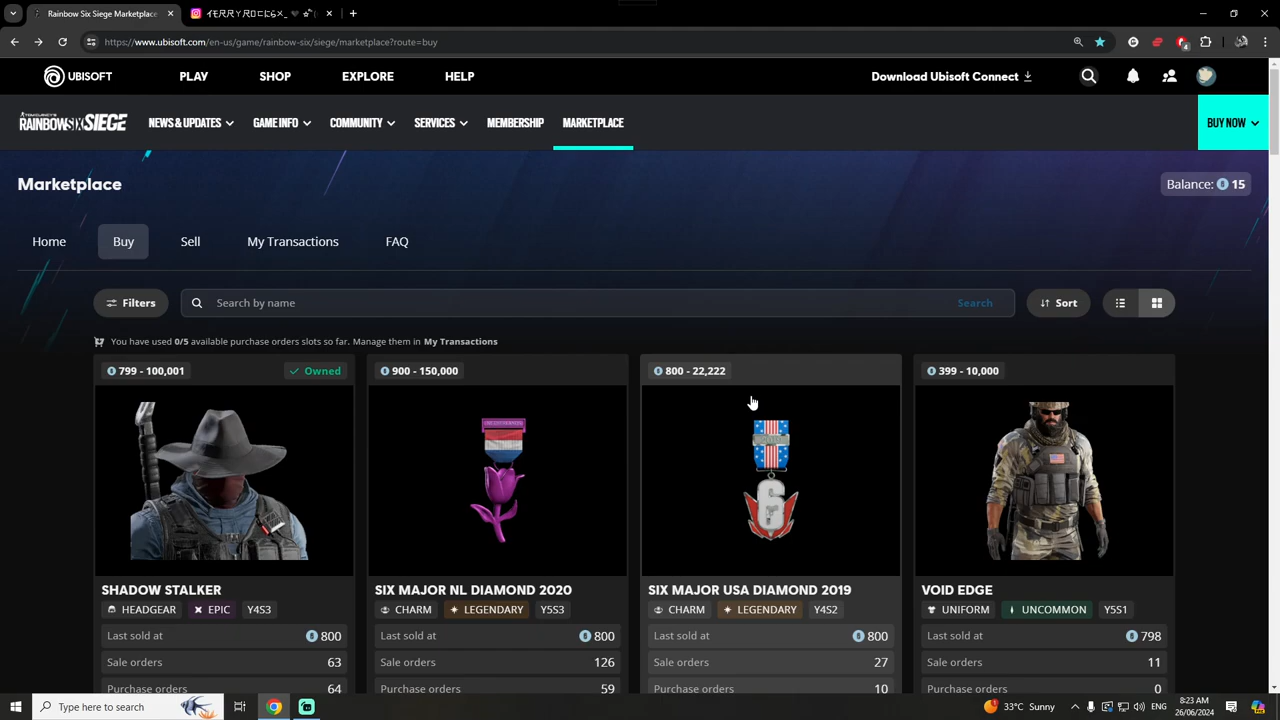 Rainbow Six Siege Marketplace
https://www.ubisoft.com/en-us/game/rainbow-six/siege/marketplace?route=buy
UBISOFT PLAY SHOP EXPLORE HELP Download Ubisoft Connect
TOM CLANCY'S
RAINBOWSIX SIEGE NEWS & UPDATES GAME INFO COMMUNITY SERVICES MEMBERSHIP MARKETPLACE BUY NOW
Marketplace Balance: 15
Home Buy Sell My Transactions FAQ
Filters Search by name Search Sort
You have used 0/5 available purchase orders slots so far. Manage them in My Transactions
799 - 100,001 Owned 900 - 150,000 800 - 22,222 399 - 10,000
SHADOW STALKER SIX MAJOR NL DIAMOND 2020 SIX MAJOR USA DIAMOND 2019 VOID EDGE
HEADGEAR EPIC Y4S3 CHARM LEGENDARY Y5S3 CHARM LEGENDARY Y4S2 UNIFORM UNCOMMON Y5S1
Last sold at 800 Last sold at 800 Last sold at 800 Last sold at 798
Sale orders 63 Sale orders 126 Sale orders 27 Sale orders 11
Purchase orders 64 Purchase orders 59 Purchase orders 10 Purchase orders 0
Type here to search 33°C Sunny ENG 8:23 AM
26/06/2024